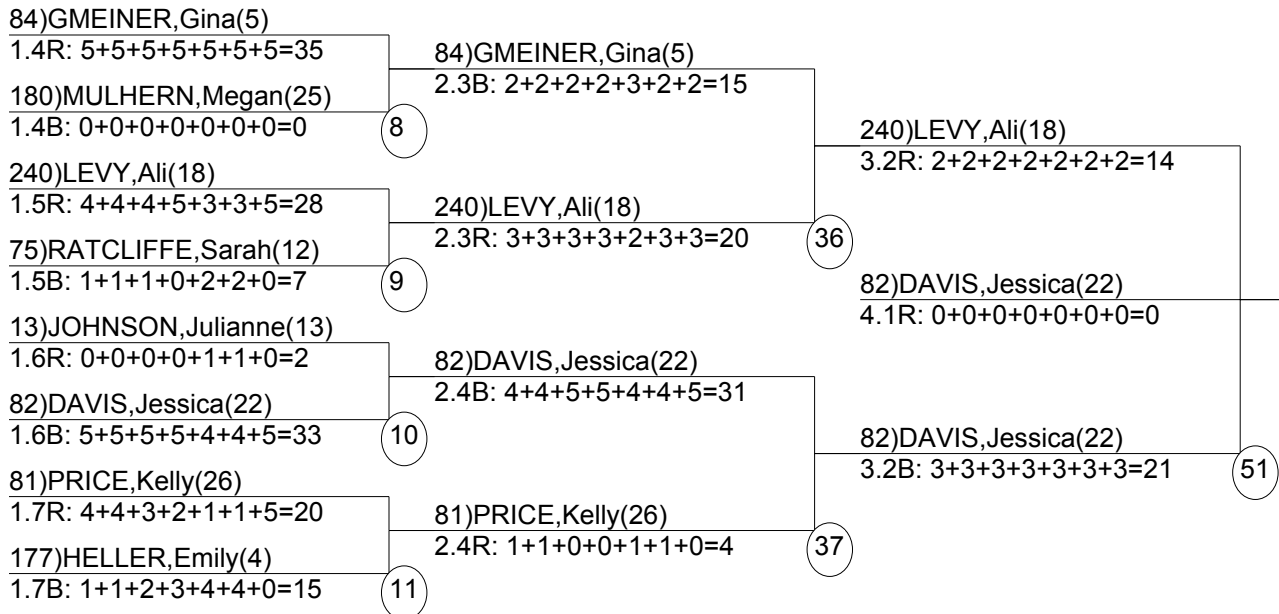 84)GMEINER,Gina(5)
1.4R: 5+5+5+5+5+5+5=35
180)MULHERN,Megan(25)
1.4B: 0+0+0+0+0+0+0=0
8
240)LEVY,Ali(18)
1.5R: 4+4+4+5+3+3+5=28
75)RATCLIFFE,Sarah(12)
1.5B: 1+1+1+0+2+2+0=7
9
13)JOHNSON,Julianne(13)
1.6R: 0+0+0+0+1+1+0=2
82)DAVIS,Jessica(22)
1.6B: 5+5+5+5+4+4+5=33
10
81)PRICE,Kelly(26)
1.7R: 4+4+3+2+1+1+5=20
177)HELLER,Emily(4)
1.7B: 1+1+2+3+4+4+0=15
11
84)GMEINER,Gina(5)
2.3B: 2+2+2+2+3+2+2=15
240)LEVY,Ali(18)
2.3R: 3+3+3+3+2+3+3=20
36
82)DAVIS,Jessica(22)
2.4B: 4+4+5+5+4+4+5=31
81)PRICE,Kelly(26)
2.4R: 1+1+0+0+1+1+0=4
37
240)LEVY,Ali(18)
3.2R: 2+2+2+2+2+2+2=14
82)DAVIS,Jessica(22)
3.2B: 3+3+3+3+3+3+3=21
51
82)DAVIS,Jessica(22)
4.1R: 0+0+0+0+0+0+0=0